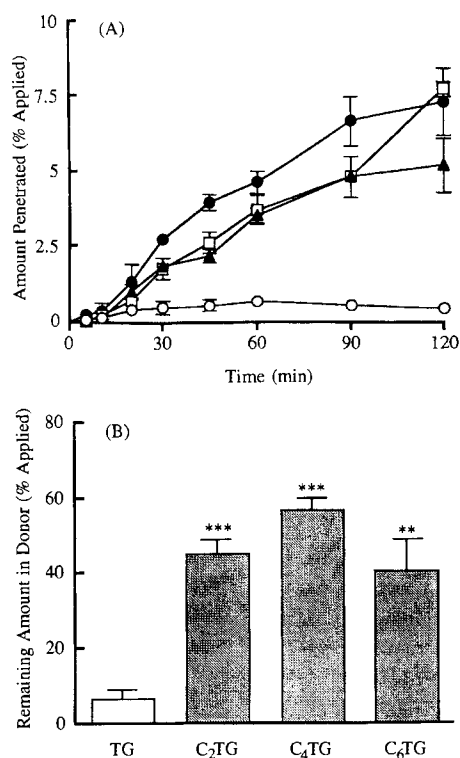 (A)
10
7.5
5
2.5
0
Amount Penetrated (% Applied)
0 30 60 90 120
Time (min)
(B)
80
60
40
20
0
Remaining Amount in Donor (% Applied)
*** *** **
TG C2TG C4TG C6TG